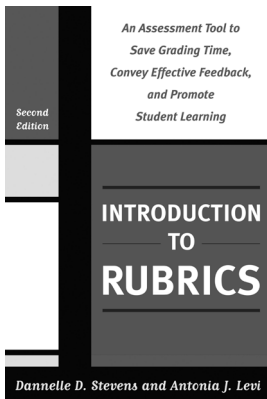 An Assessment Tool to
Save Grading Time,
Convey Effective Feedback,
and Promote
Student Learning
Second
Edition
INTRODUCTION
TO
RUBRICS
Dannelle D. Stevens and Antonia J. Levi